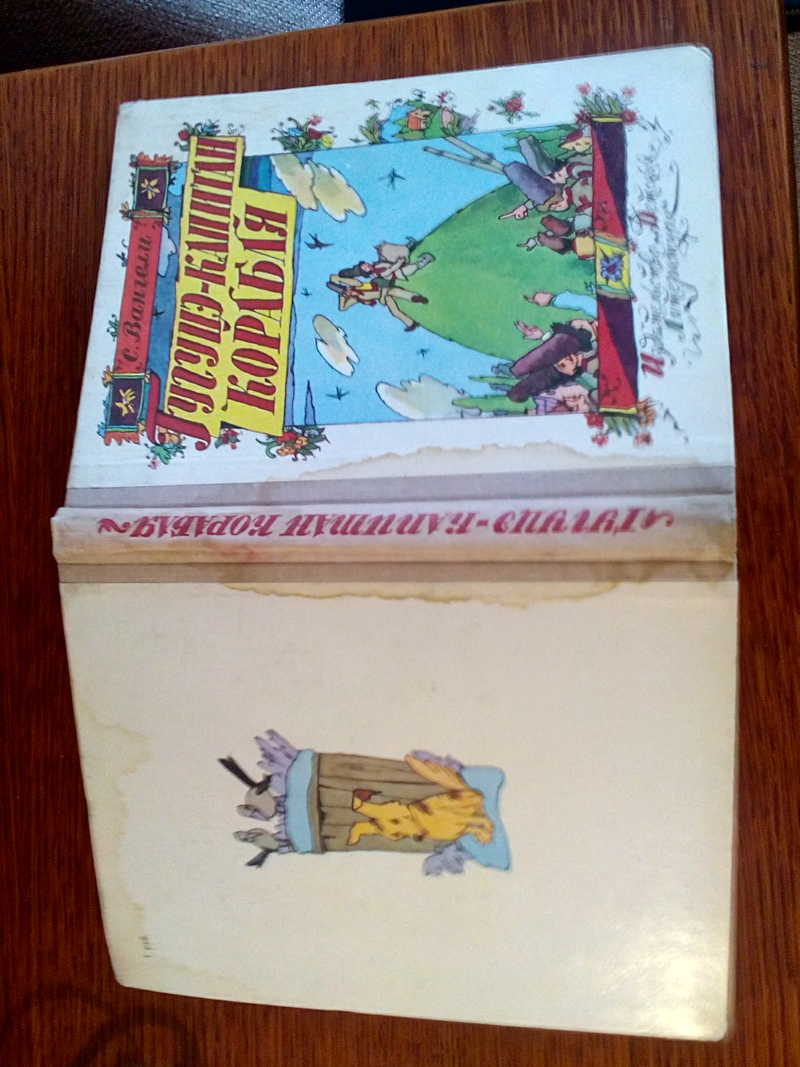 С. Вангели
ГУГУЦЭ-КАПИТАН
КОРАБЛЯ
Издательство „Детская
Литература“
ГУГУЦЭ-КАПИТАН КОРАБЛЯ